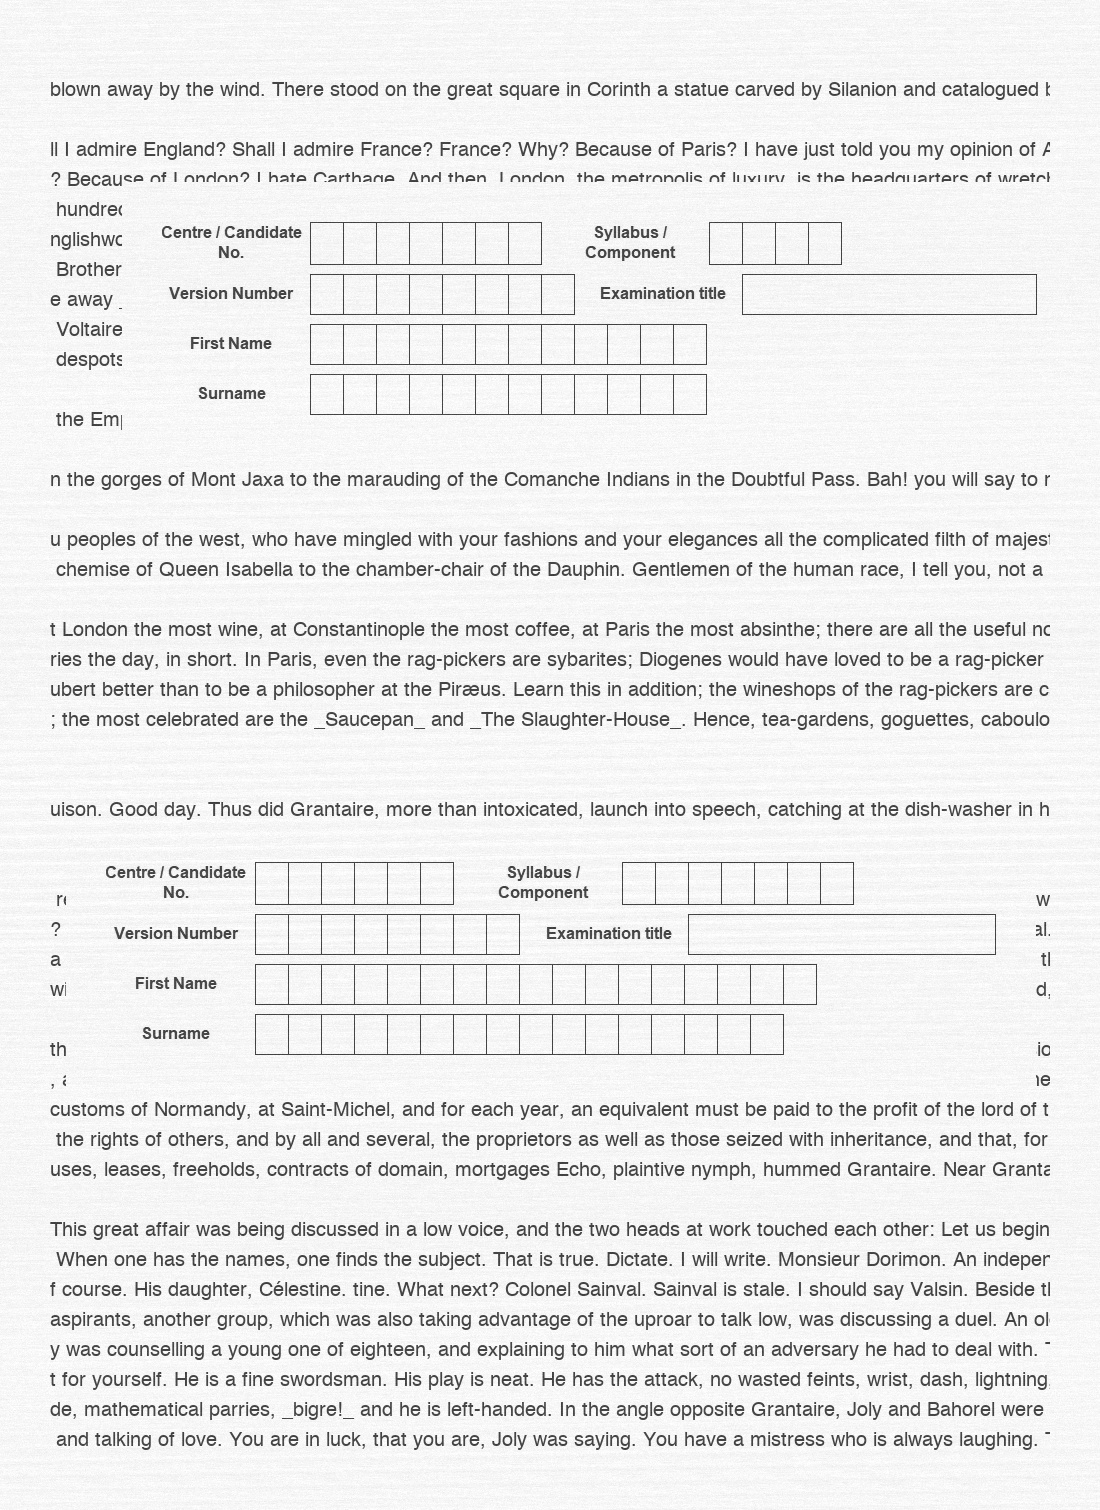 blown away by the wind. There stood on the great square in Corinth a statue carved by Silanion and catalogued
ll I admire England? Shall I admire France? France? Why? Because of Paris? I have just told you my opinion of
? Because of London? I hate Carthage. And then, London, the metropolis of luxury, is the headquarters of
Centre / Candidate No.
Syllabus / Component
nglishwo
Brother
Version Number
Examination title
e away _
Voltaire
First Name
despots
Surname
the
n the gorges of Mont Jaxa to the marauding of the Comanche Indians in the Doubtful Pass. Bah! you will say to
u peoples of the west, who have mingled with your fashions and your elegances all the complicated filth of
chemise of Queen Isabella to the chamber-chair of the Dauphin. Gentlemen of the human race, I tell you, not a
t London the most wine, at Constantinople the most coffee, at Paris the most absinthe; there are all the useful
ries the day, in short. In Paris, even the rag-pickers are sybarites; Diogenes would have loved to be a rag-picker
ubert better than to be a philosopher at the Piræus. Learn this in addition; the wineshops of the rag-pickers are c
; the most celebrated are the _Saucepan_ and _The Slaughter-House_. Hence, tea-gardens, goguettes, caboulo
uison. Good day. Thus did Grantaire, more than intoxicated, launch into speech, catching at the dish-washer in h
Centre / Candidate No.
Syllabus / Component
w
?
Version Number
Examination title
al.
a
First Name
wi
d,
Surname
th
io
customs of Normandy, at Saint-Michel, and for each year, an equivalent must be paid to the profit of the lord of t
the rights of others, and by all and several, the proprietors as well as those seized with inheritance, and that, for
uses, leases, freeholds, contracts of domain, mortgages Echo, plaintive nymph, hummed Grantaire. Near Granta
This great affair was being discussed in a low voice, and the two heads at work touched each other: Let us begin
When one has the names, one finds the subject. That is true. Dictate. I will write. Monsieur Dorimon. An indepen
f course. His daughter, Célestine. tine. What next? Colonel Sainval. Sainval is stale. I should say Valsin. Beside
aspirants, another group, which was also taking advantage of the uproar to talk low, was discussing a duel. An
y was counselling a young one of eighteen, and explaining to him what sort of an adversary he had to deal with.
t for yourself. He is a fine swordsman. His play is neat. He has the attack, no wasted feints, wrist, dash, lightning,
de, mathematical parries, _bigre!_ and he is left-handed. In the angle opposite Grantaire, Joly and Bahorel were
and talking of love. You are in luck, that you are, Joly was saying. You have a mistress who is always laughing.